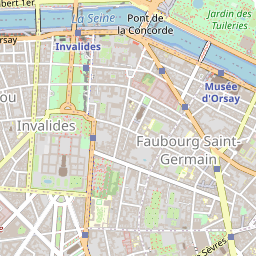 bert 1er
La Seine
Pont de
la Concorde
Jardin des
Tuileries
rsay
Invalides
Musée
d'Orsay
ou
Invalides
Faubourg Saint-
Germain
e Sèvres